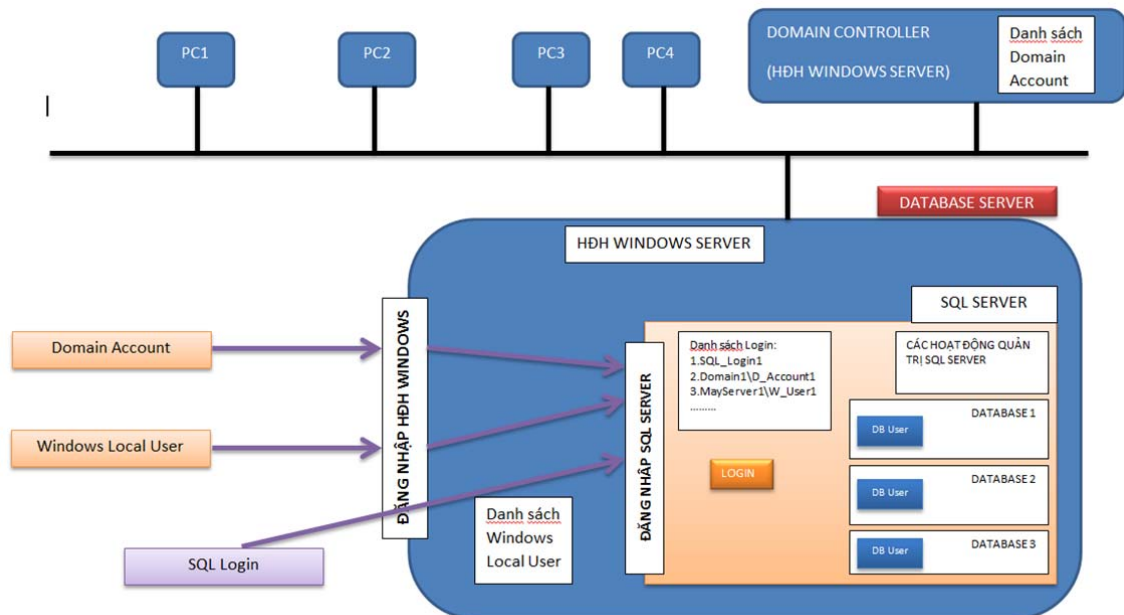 PC1
PC2
PC3
PC4
DOMAIN CONTROLLER
(HĐH WINDOWS SERVER)
Danh sách
Domain
Account
DATABASE SERVER
HĐH WINDOWS SERVER
SQL SERVER
Domain Account
Windows Local User
SQL Login
ĐĂNG NHẬP HĐH WINDOWS
Danh sách
Windows
Local User
ĐĂNG NHẬP SQL SERVER
Danh sách Login:
1.SQL_Login1
2.Domain1\D_Account1
3.MayServer1\W_User1
.........
LOGIN
CÁC HOẠT ĐỘNG QUẢN
TRỊ SQL SERVER
DATABASE 1
DB User
DATABASE 2
DB User
DATABASE 3
DB User